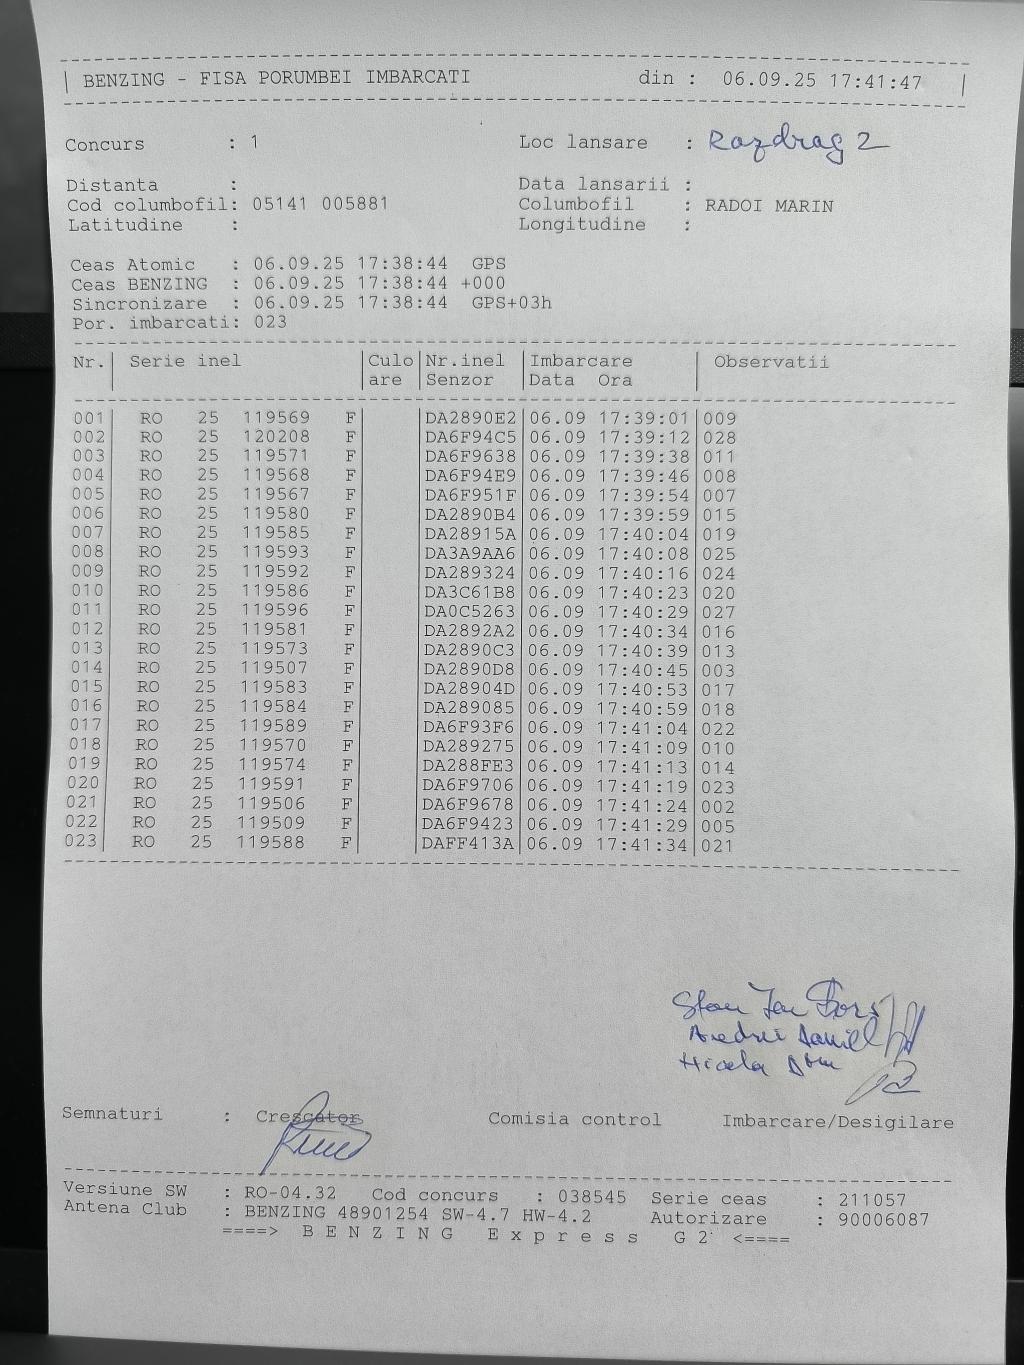 BENZING - FISA PORUMBEI IMBARCATI din : 06.09.25 17:41:47
Concurs : 1 Loc lansare : Razdrag 2
Distanta : Data lansarii :
Cod columbofil: 05141 005881 Columbofil : RADOI MARIN
Latitudine : Longitudine :
Ceas Atomic : 06.09.25 17:38:44 GPS
Ceas BENZING : 06.09.25 17:38:44 +000
Sincronizare : 06.09.25 17:38:44 GPS+03h
Por. imbarcati: 023
Nr. Serie inel Culo Nr.inel Imbarcare Observatii
are Senzor Data Ora
001 RO 25 119569 F DA2890E2 06.09 17:39:01 009
002 RO 25 120208 F DA6F94C5 06.09 17:39:12 028
003 RO 25 119571 F DA6F9638 06.09 17:39:38 011
004 RO 25 119568 F DA6F94E9 06.09 17:39:46 008
005 RO 25 119567 F DA6F951F 06.09 17:39:54 007
006 RO 25 119580 F DA2890B4 06.09 17:39:59 015
007 RO 25 119585 F DA28915A 06.09 17:40:04 019
008 RO 25 119593 F DA3A9AA6 06.09 17:40:08 025
009 RO 25 119592 F DA289324 06.09 17:40:16 024
010 RO 25 119586 F DA3C61B8 06.09 17:40:23 020
011 RO 25 119596 F DA0C5263 06.09 17:40:29 027
012 RO 25 119581 F DA2892A2 06.09 17:40:34 016
013 RO 25 119573 F DA2890C3 06.09 17:40:39 013
014 RO 25 119507 F DA2890D8 06.09 17:40:45 003
015 RO 25 119583 F DA28904D 06.09 17:40:53 017
016 RO 25 119584 F DA289085 06.09 17:40:59 018
017 RO 25 119589 F DA6F93F6 06.09 17:41:04 022
018 RO 25 119570 F DA289275 06.09 17:41:09 010
019 RO 25 119574 F DA288FE3 06.09 17:41:13 014
020 RO 25 119591 F DA6F9706 06.09 17:41:19 023
021 RO 25 119506 F DA6F9678 06.09 17:41:24 002
022 RO 25 119509 F DA6F9423 06.09 17:41:29 005
023 RO 25 119588 F DAFF413A 06.09 17:41:34 021
Stan
Daniel
Semnaturi : Crescator Comisia control Imbarcare/Desigilare
Versiune SW : RO-04.32 Cod concurs : 038545 Serie ceas : 211057
Antena Club : BENZING 48901254 SW-4.7 HW-4.2 Autorizare : 90006087
====> B E N Z I N G E x p r e s s G 2 <====